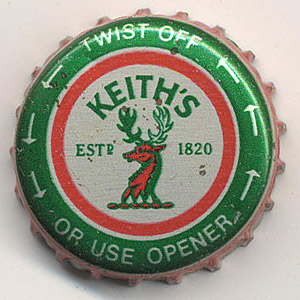 TWIST OFF
KEITH'S
ESTD 1820
OR USE OPENER